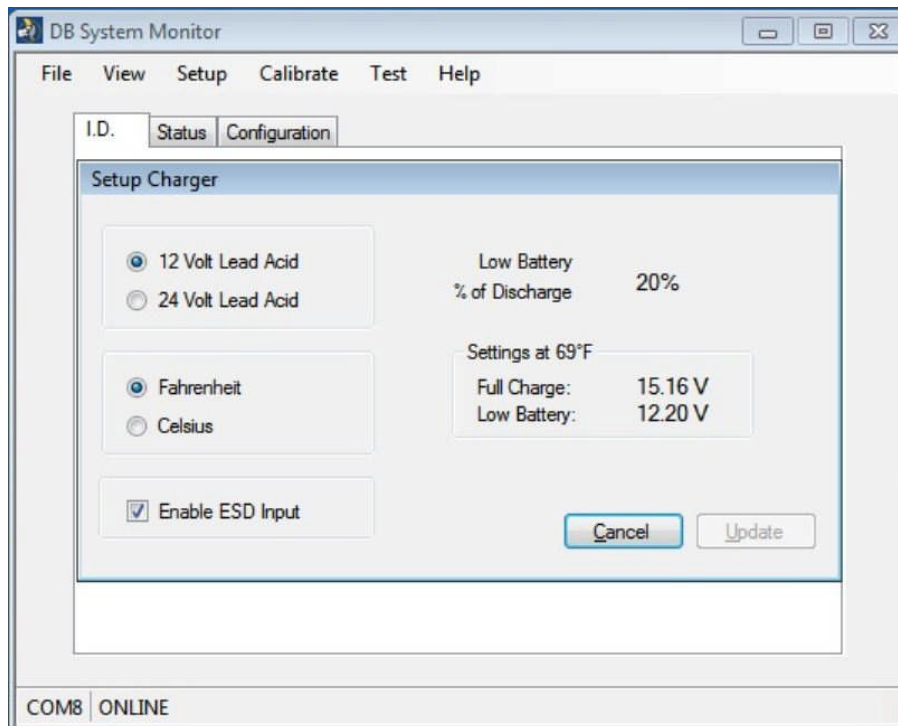 DB System Monitor
File View Setup Calibrate Test Help
I.D. Status Configuration
Setup Charger
12 Volt Lead Acid
24 Volt Lead Acid
Low Battery
% of Discharge
20%
Fahrenheit
Celsius
Settings at 69°F
Full Charge: 15.16 V
Low Battery: 12.20 V
Enable ESD Input
Cancel Update
COM8 ONLINE